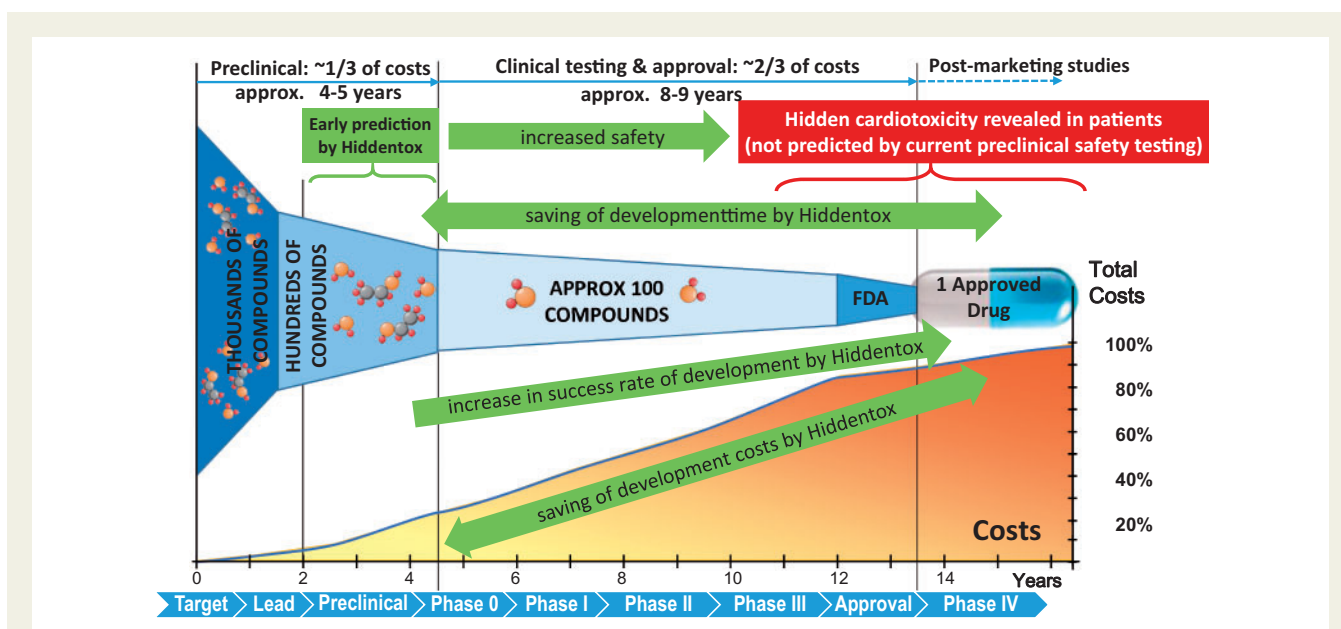 Preclinical: ~1/3 of costs
approx. 4-5 years
Clinical testing & approval: ~2/3 of costs
approx. 8-9 years
Post-marketing studies
Early prediction
by Hiddentox
increased safety
Hidden cardiotoxicity revealed in patients
(not predicted by current preclinical safety testing)
saving of developmenttime by Hiddentox
THOUSANDS OF
COMPOUNDS
HUNDREDS OF
COMPOUNDS
APPROX 100
COMPOUNDS
FDA
1 Approved
Drug
Total
Costs
increase in success rate of development by Hiddentox
saving of development costs by Hiddentox
100%
80%
60%
40%
20%
Costs
0 2 4 6 8 10 12 14 Years
Target Lead Preclinical Phase 0 Phase I Phase II Phase III Approval Phase IV